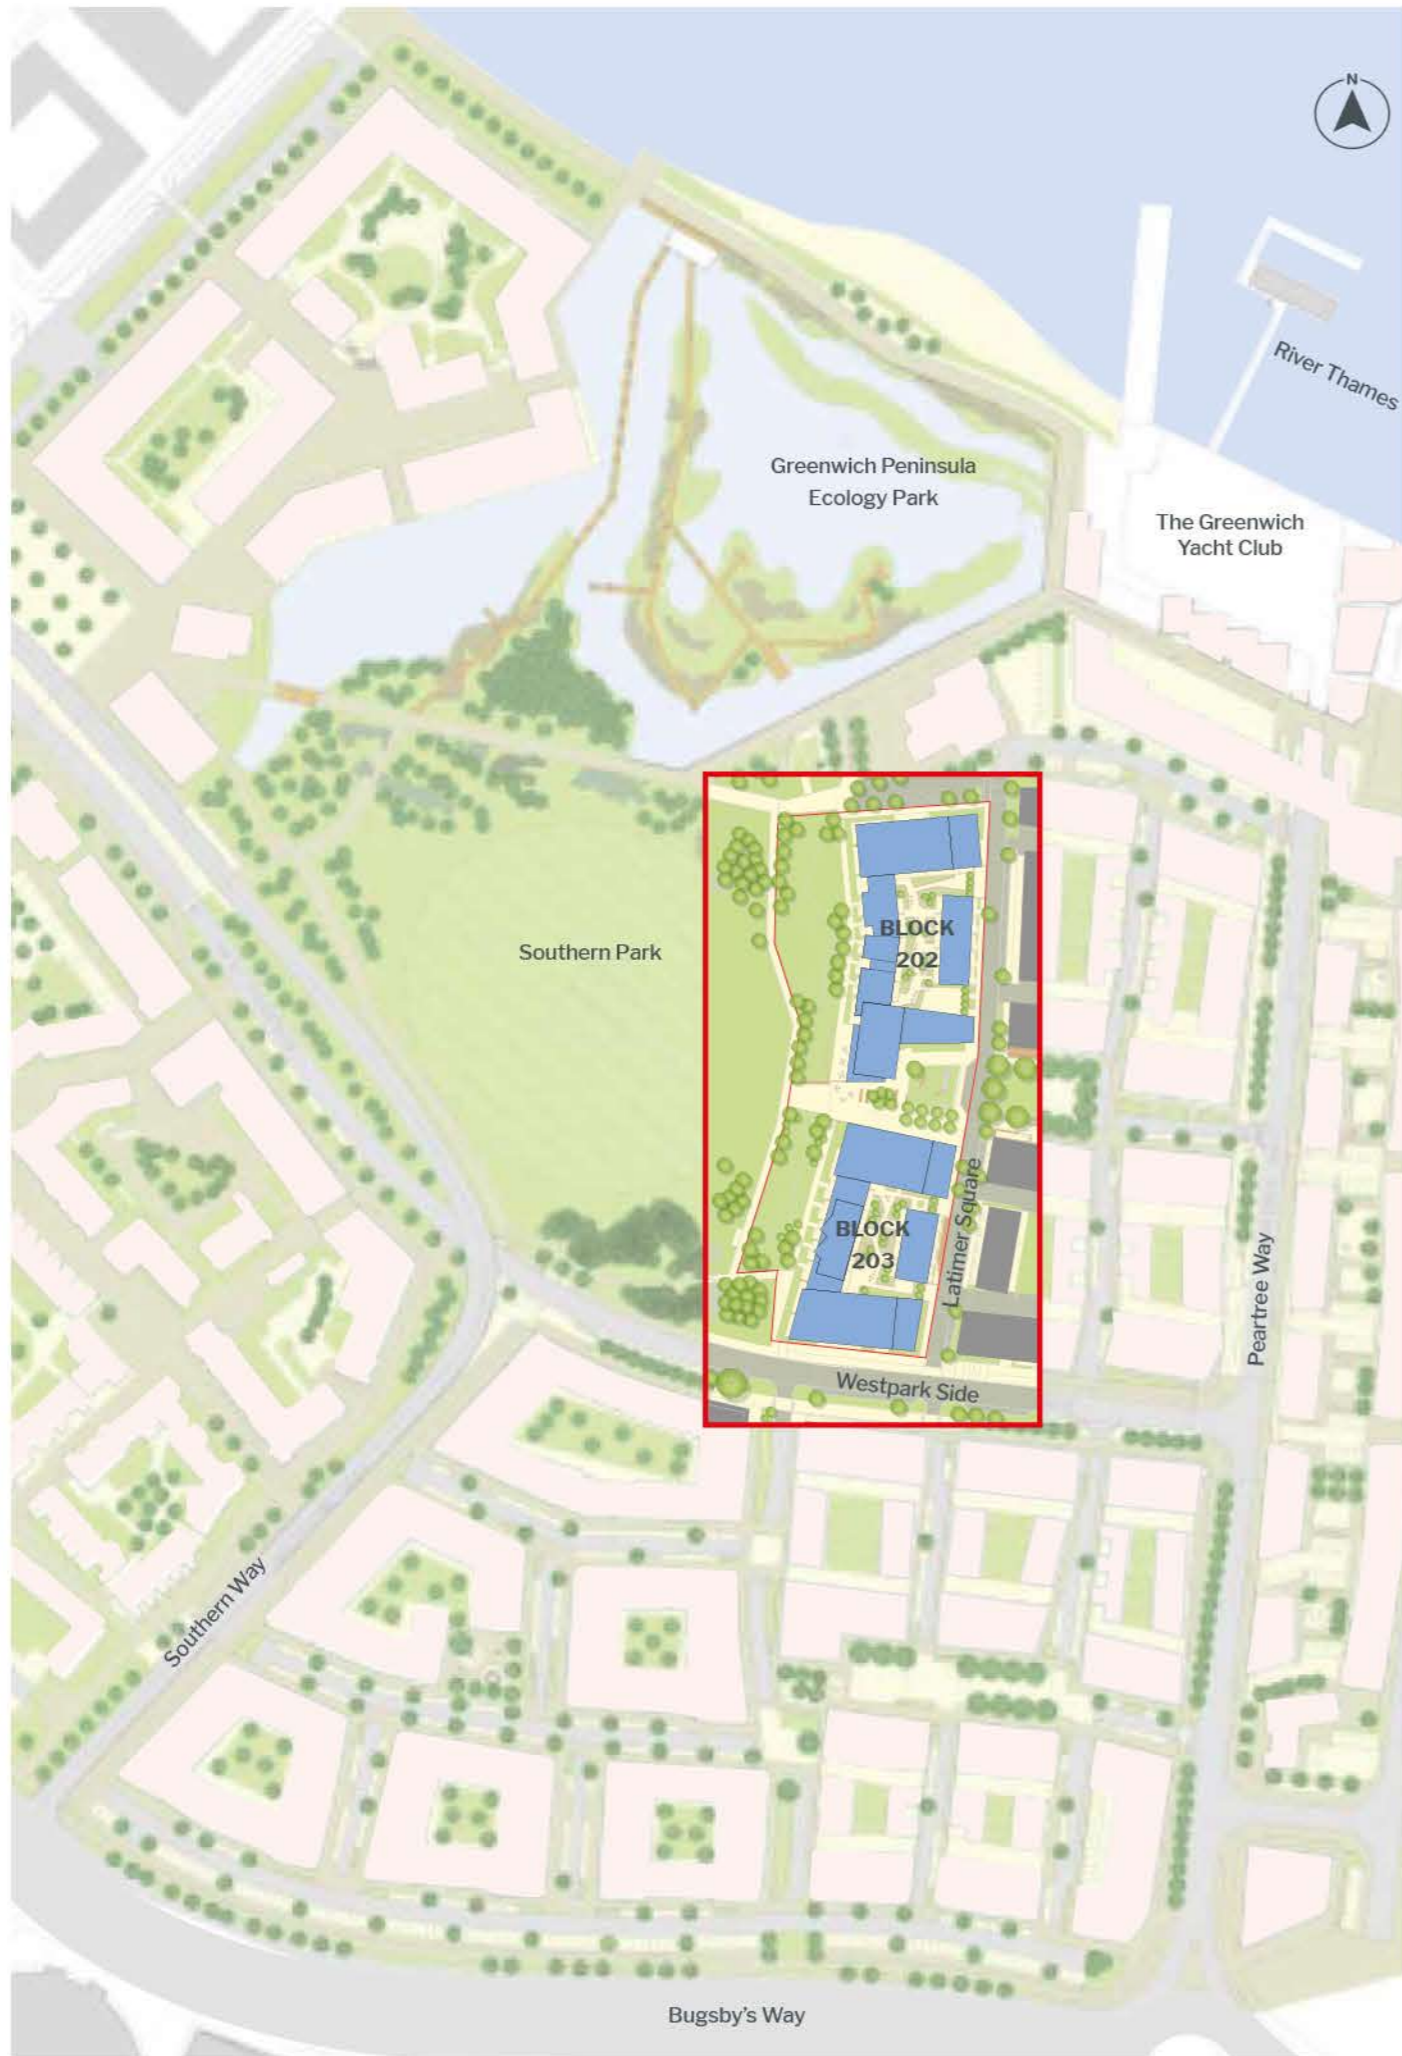 N
River Thames
Greenwich Peninsula
Ecology Park
The Greenwich
Yacht Club
Southern Park
BLOCK
202
BLOCK
203
Latimer Square
Peartree Way
Westpark Side
Southern Way
Bugsby's Way